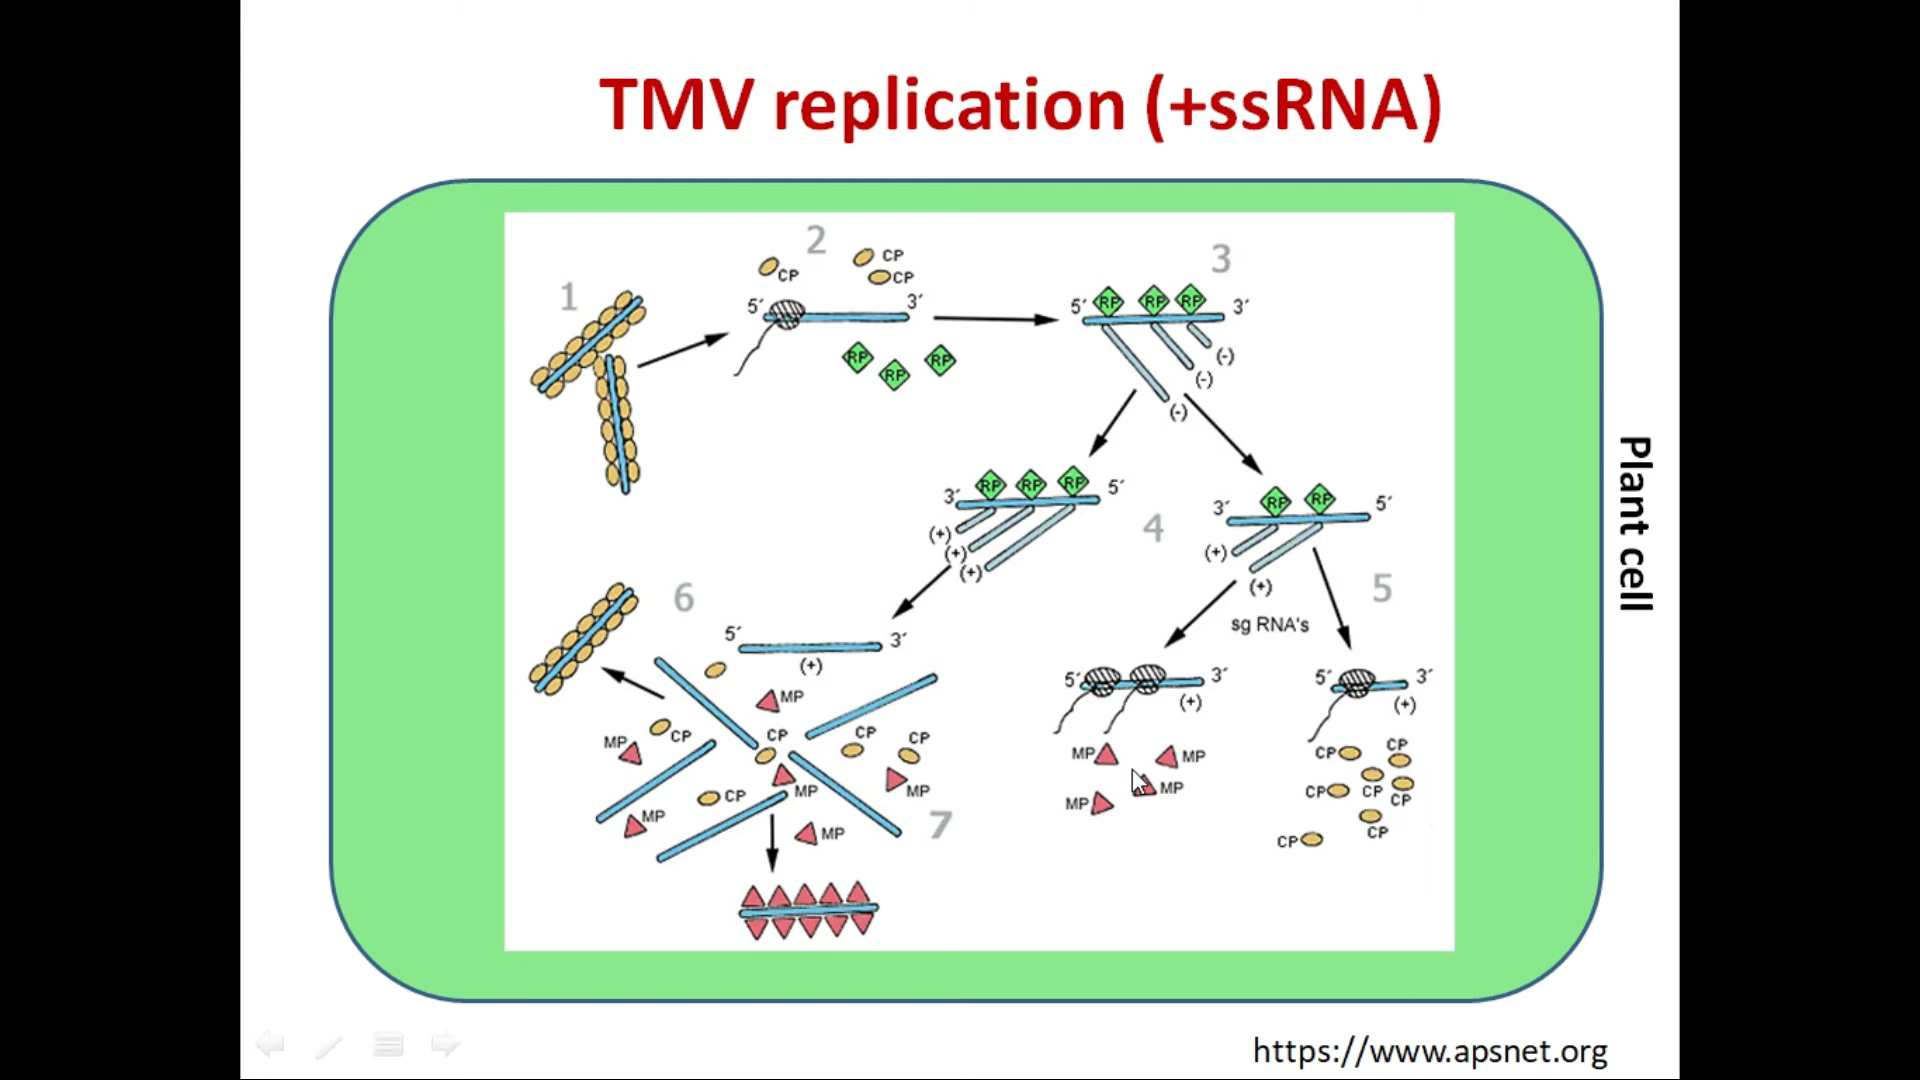 TMV replication (+ssRNA)
1
2
CP
CP
CP
5´
3´
RP
RP
RP
3
5´
RP
RP
RP
3´
(-)
(-)
(-)
3´
RP
RP
RP
5´
(+)
(+)
(+)
4
3´
RP
RP
5´
(+)
(+)
sg RNA's
5
5´
3´
(+)
MP
MP
MP
MP
5´
3´
(+)
CP
CP
CP
CP
CP
CP
CP
6
5´
3´
(+)
MP
CP
CP
CP
MP
CP
MP
MP
CP
MP
MP
7
Plant cell
https://www.apsnet.org